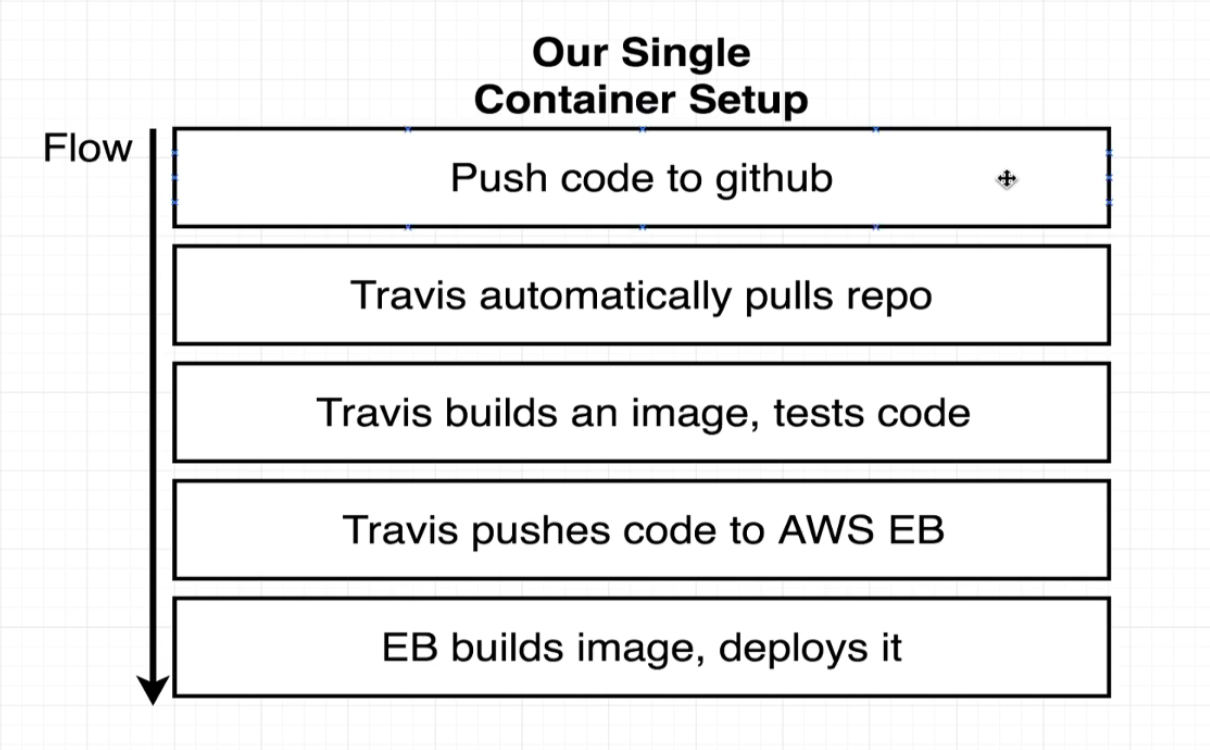 Our Single
Container Setup
Flow
Push code to github
Travis automatically pulls repo
Travis builds an image, tests code
Travis pushes code to AWS EB
EB builds image, deploys it